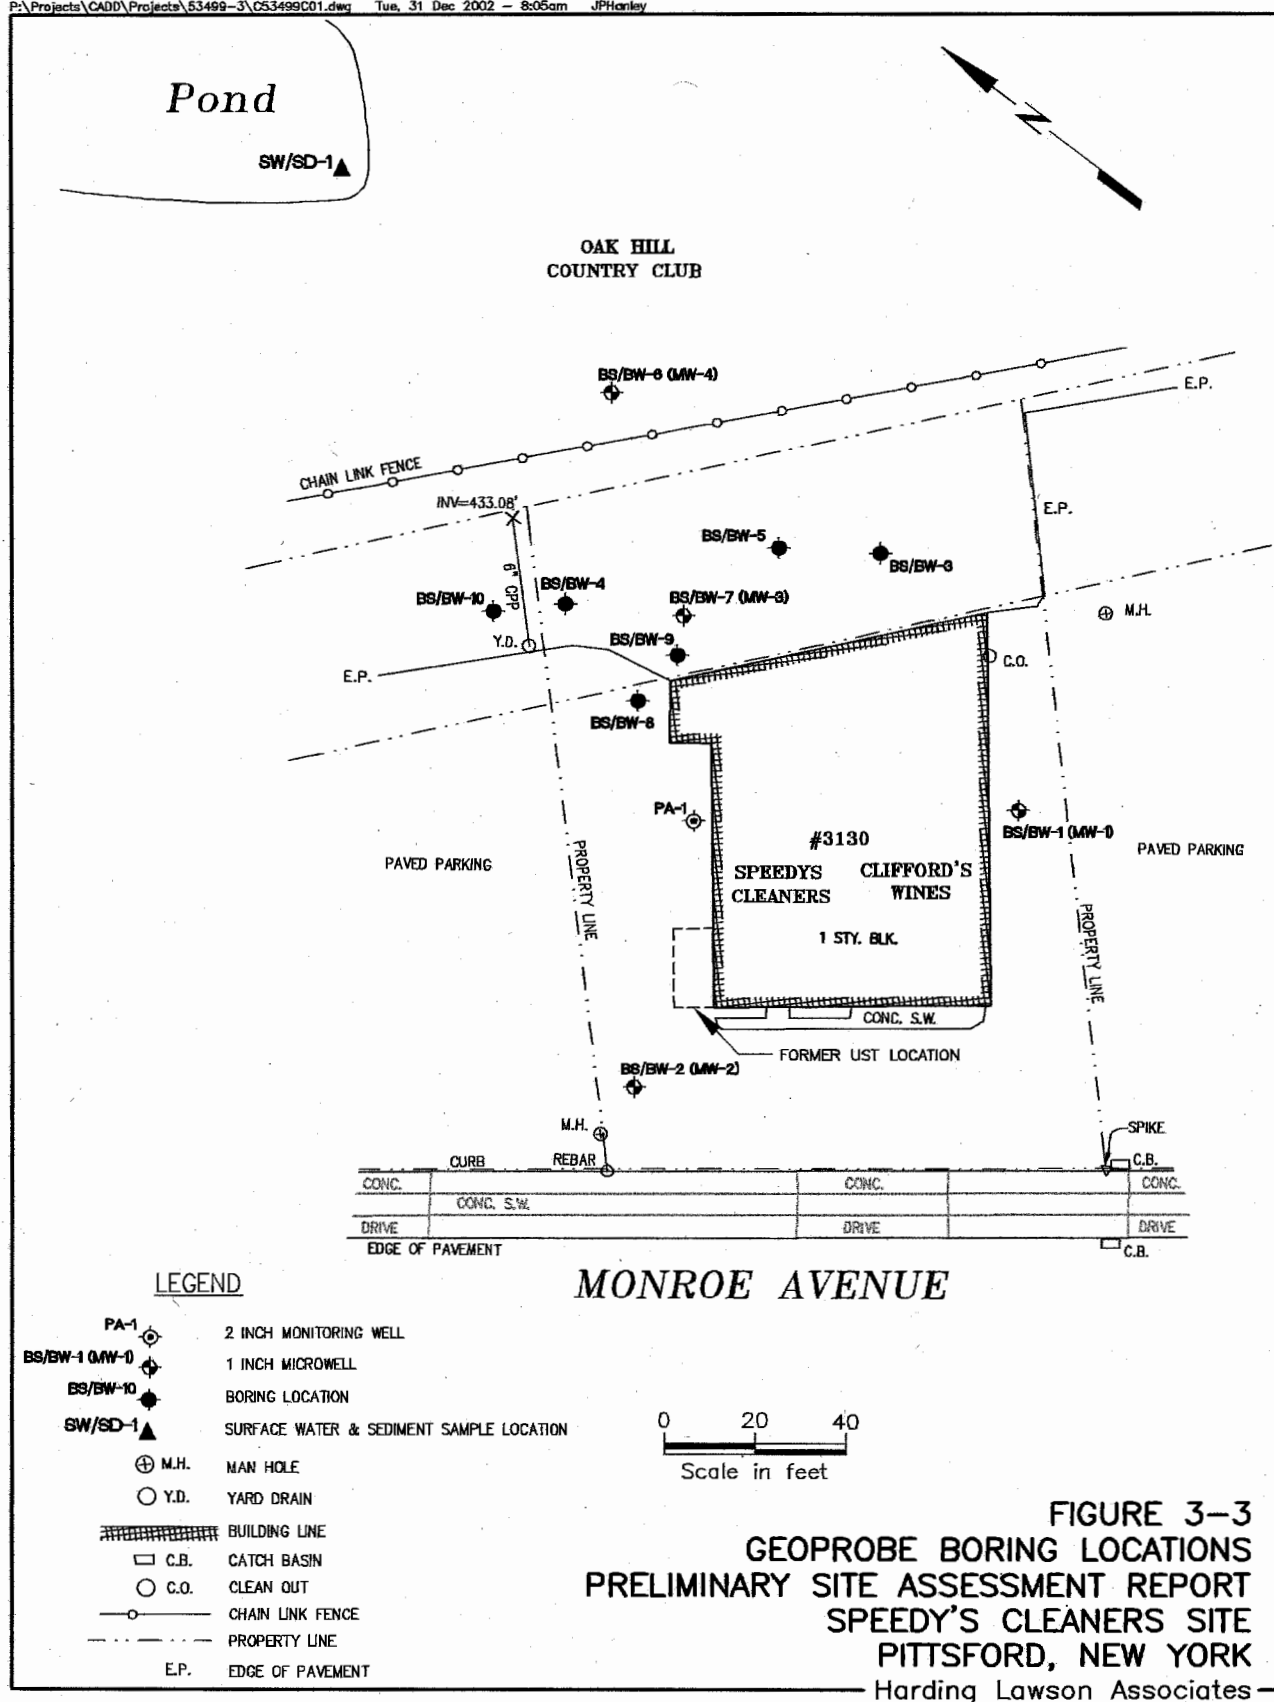 P:\Projects\CADD\Projects\53499-3\C53499C01.dwg    Tue, 31 Dec 2002 - 8:05am    JPHanley
Pond
SW/SD-1
N
OAK HILL
COUNTRY CLUB
BS/BW-6 (MW-4)
E.P.
CHAIN LINK FENCE
INV=433.08'
E.P.
BS/BW-5
BS/BW-3
6" CPP
BS/BW-4
BS/BW-10
BS/BW-7 (MW-3)
M.H.
Y.D.
BS/BW-9
C.O.
E.P.
BS/BW-8
PA-1
BS/BW-1 (MW-1)
#3130
PAVED PARKING
PROPERTY LINE
PAVED PARKING
SPEEDYS
CLEANERS
CLIFFORD'S
WINES
PROPERTY LINE
1 STY. BLK.
CONC. S.W.
FORMER UST LOCATION
BS/BW-2 (MW-2)
M.H.
SPIKE
CURB
REBAR
C.B.
CONC.
CONC.
CONC.
CONC. S.W.
DRIVE
DRIVE
DRIVE
EDGE OF PAVEMENT
C.B.
MONROE AVENUE
LEGEND
PA-1 2 INCH MONITORING WELL
BS/BW-1 (MW-1) 1 INCH MICROWELL
BS/BW-10 BORING LOCATION
SW/SD-1 SURFACE WATER & SEDIMENT SAMPLE LOCATION
M.H. MAN HOLE
Y.D. YARD DRAIN
BUILDING LINE
C.B. CATCH BASIN
C.O. CLEAN OUT
CHAIN LINK FENCE
PROPERTY LINE
E.P. EDGE OF PAVEMENT
0 20 40
Scale in feet
FIGURE 3-3
GEOPROBE BORING LOCATIONS
PRELIMINARY SITE ASSESSMENT REPORT
SPEEDY'S CLEANERS SITE
PITTSFORD, NEW YORK
Harding Lawson Associates